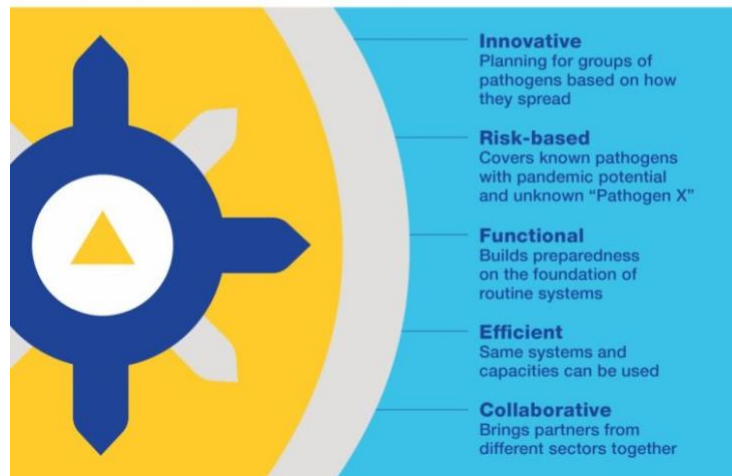 Innovative
Planning for groups of
pathogens based on how
they spread
Risk-based
Covers known pathogens
with pandemic potential
and unknown “Pathogen X”
Functional
Builds preparedness
on the foundation of
routine systems
Efficient
Same systems and
capacities can be used
Collaborative
Brings partners from
different sectors together